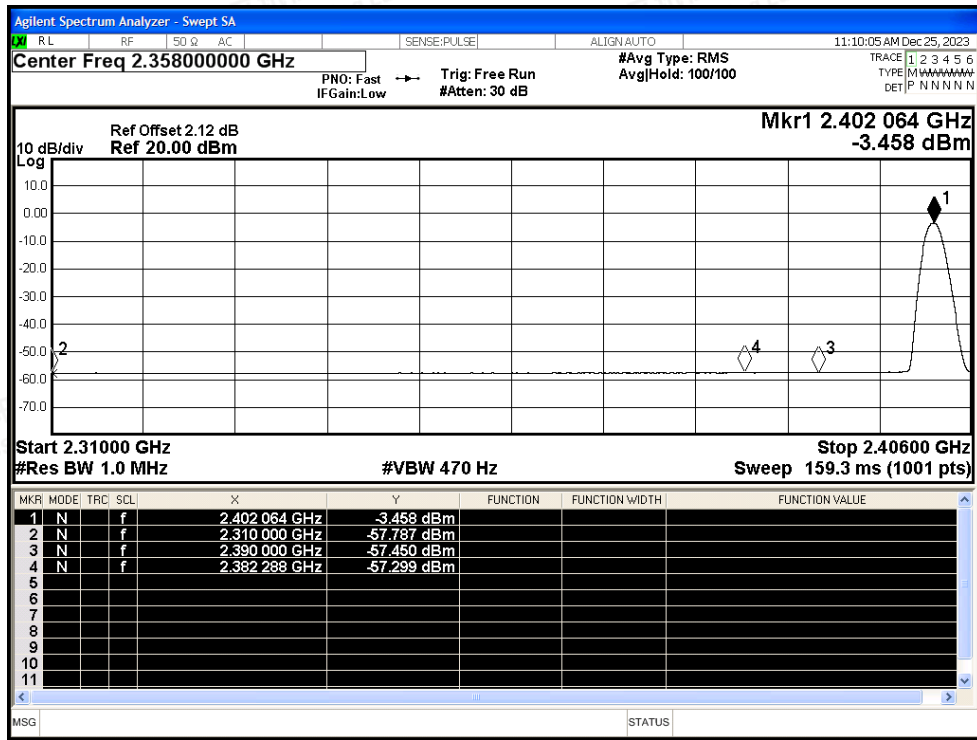 Agilent Spectrum Analyzer - Swept SA
LXI RL RF 50 Ω AC SENSE:PULSE ALIGN AUTO 11:10:05 AM Dec 25, 2023
Center Freq 2.358000000 GHz
PNO: Fast
IFGain:Low
Trig: Free Run
#Atten: 30 dB
#Avg Type: RMS
Avg|Hold: 100/100
TRACE 1 2 3 4 5 6
TYPE M
DET P N N N N N
Ref Offset 2.12 dB
10 dB/div Ref 20.00 dBm
Log
Mkr1 2.402 064 GHz
-3.458 dBm
10.0
0.00
-10.0
-20.0
-30.0
-40.0
-50.0
-60.0
-70.0
1
2
4
3
Start 2.31000 GHz Stop 2.40600 GHz
#Res BW 1.0 MHz #VBW 470 Hz Sweep 159.3 ms (1001 pts)
MKR MODE TRC SCL X Y FUNCTION FUNCTION WIDTH FUNCTION VALUE
1 N f 2.402 064 GHz -3.458 dBm
2 N f 2.310 000 GHz -57.787 dBm
3 N f 2.390 000 GHz -57.450 dBm
4 N f 2.382 288 GHz -57.299 dBm
5
6
7
8
9
10
11
MSG STATUS